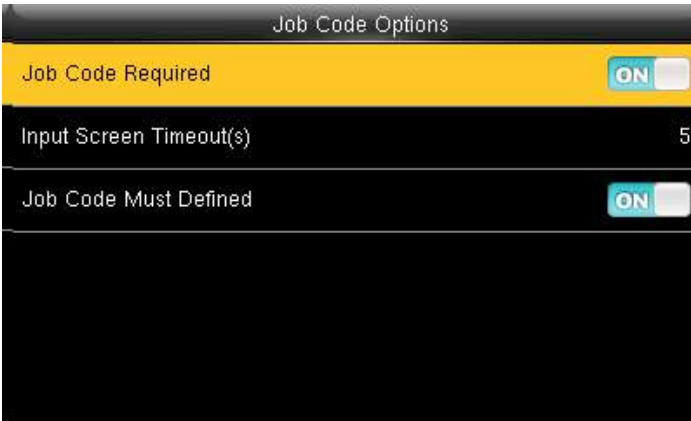 Job Code Options
Job Code Required ON
Input Screen Timeout(s) 5
Job Code Must Defined ON